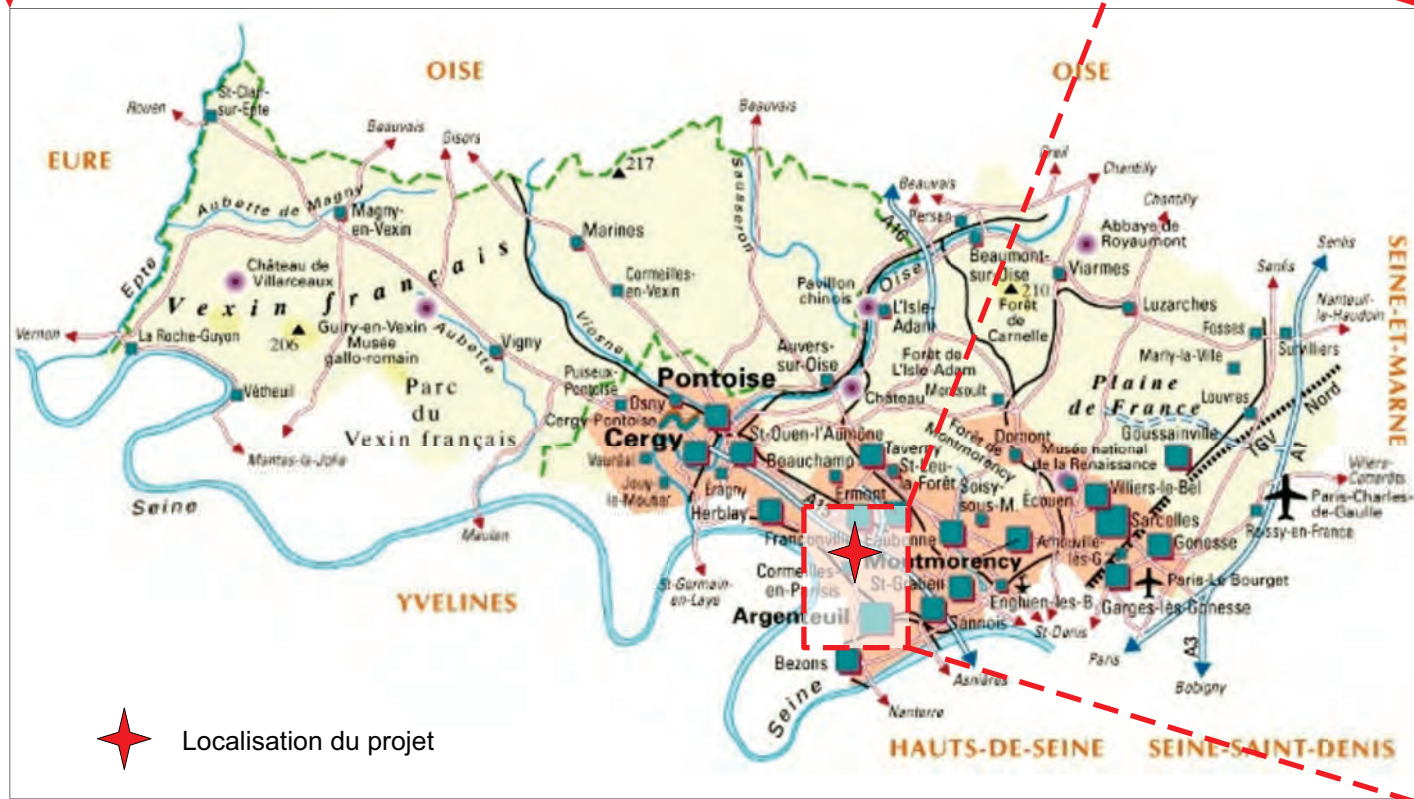 OISE
OISE
EURE
Rouen
St-Clair-
sur-Epte
Beauvais
Gisors
217
Beauvais
Sausseron
Creil
Chantilly
Chantilly
Beauvais
A16
Persan
Abbaye de
Royaumont
Senlis
SEINE-ET-MARNE
Aubette de Magny
Magny-
en-Vexin
Marines
Cormeilles-
en-Vexin
Oise
Beaumont-
sur-Oise
210
Viarmes
Forêt
de
Carnelle
Luzarches
Senlis
Nanteuil-
le-Haudoin
Epte
Château de
Villarceaux
Vexin français
Pavillon
chinois
L'Isle-
Adam
Fosses
Survilliers
Vernon
La Roche-Guyon
206
Guiry-en-Vexin
Musée
gallo-romain
Aubette
Vigny
Viosne
Auvers-
sur-Oise
Forêt de
L'Isle-Adam
Marly-la-Ville
Vétheuil
Parc
du
Vexin français
Puiseux-
Pontoise
Pontoise
Château
Monsoult
Plaine
de France
Louvres
Nord
TGV
A1
Osny
Cergy-Pontoise
Cergy
St-Ouen-l'Aumône
Forêt de
Montmorency
Domont
Goussainville
Mantes-la-Jolie
Vauréal
Jouy-
le-Moutier
Beauchamp
Taverny
St-Leu-
la-Forêt
Musée national
de la Renaissance
Villiers-
Cotterêts
Seine
Éragny
Herblay
Ermont
Soisy-
sous-M.
Écouen
Villiers-le-Bel
Paris-Charles-
de-Gaulle
Roissy-en-France
Meulan
Franconville
Eaubonne
Sarcelles
Arnouville-
lès-G.
Gonesse
St-Germain-
en-Laye
Cormeilles-
en-Parisis
Montmorency
St-Gratien
Paris-Le Bourget
YVELINES
Argenteuil
Enghien-les-B.
Garges-lès-Gonesse
Sannois
St-Denis
Paris
A3
Bezons
Asnières
Bobigny
Seine
Nanterre
Localisation du projet
HAUTS-DE-SEINE
SEINE-SAINT-DENIS